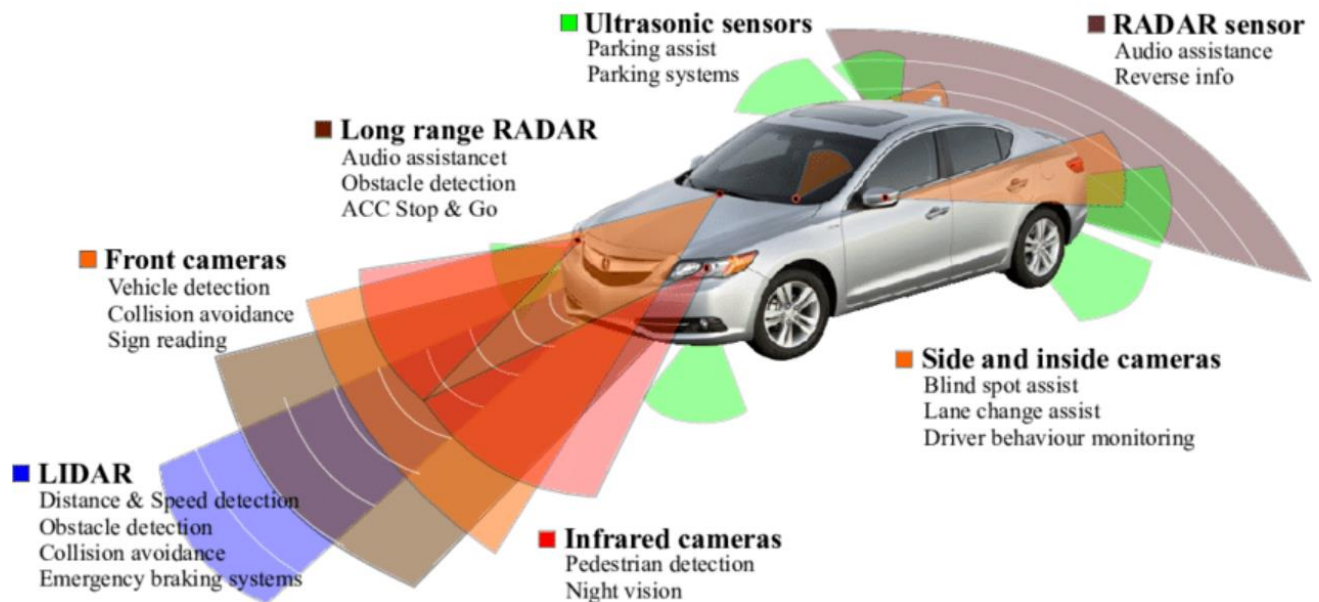 Ultrasonic sensors
Parking assist
Parking systems
RADAR sensor
Audio assistance
Reverse info
Long range RADAR
Audio assistancet
Obstacle detection
ACC Stop & Go
Front cameras
Vehicle detection
Collision avoidance
Sign reading
Side and inside cameras
Blind spot assist
Lane change assist
Driver behaviour monitoring
LIDAR
Distance & Speed detection
Obstacle detection
Collision avoidance
Emergency braking systems
Infrared cameras
Pedestrian detection
Night vision